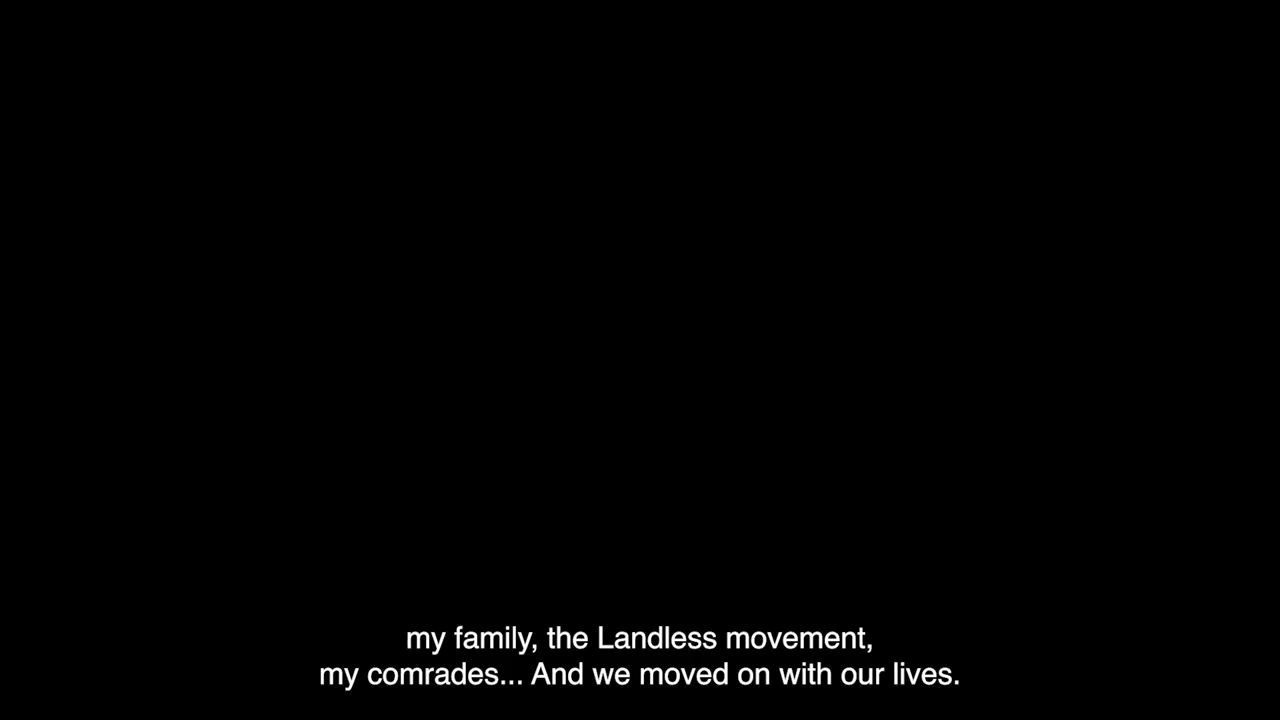 my family, the Landless movement,
my comrades... And we moved on with our lives.